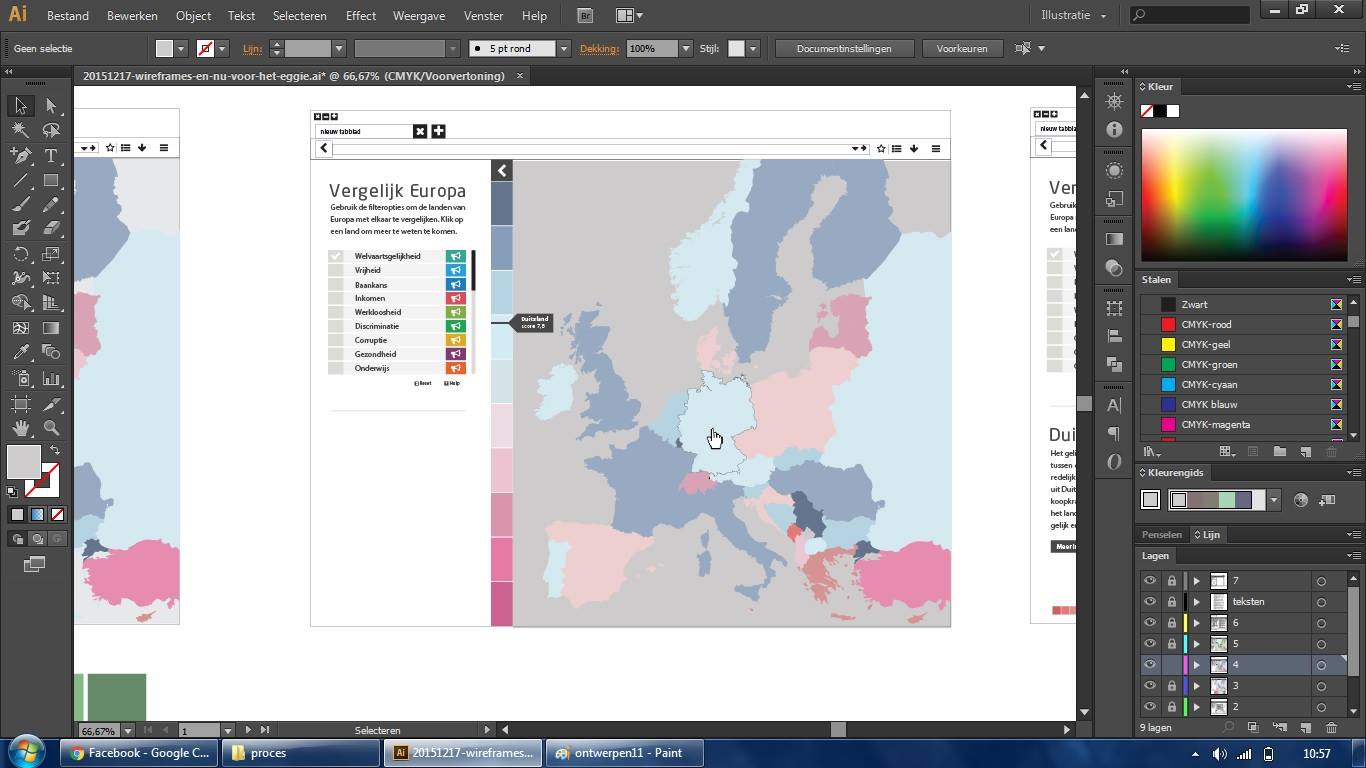 Ai Bestand Bewerken Object Tekst Selecteren Effect Weergave Venster Help Br Illustratie
Geen selectie Lijn: 5 pt rond Dekking: 100% Stijl: Documentinstellingen Voorkeuren
20151217-wireframes-en-nu-voor-het-eggie.ai* @ 66,67% (CMYK/Voorvertoning) ×
nieuw tabblad
Vergelijk Europa
Gebruik de filteropties om de landen van
Europa met elkaar te vergelijken. Klik op
een land om meer te weten te komen.
Welvaartsgelijkheid
Vrijheid
Baankans
Inkomen
Werkloosheid
Discriminatie
Corruptie
Gezondheid
Onderwijs
Reset Help
Duitsland
score 7,8
nieuw tabbla
Ver
Gebruik
Europa
een land
Dui
Het geli
tussen
redelijk
uit Duit
koopkra
het lan
gelijk e
Meer in
Kleur
Stalen
Zwart
CMYK-rood
CMYK-geel
CMYK-groen
CMYK-cyaan
CMYK blauw
CMYK-magenta
Kleurengids
Penselen Lijn
Lagen
7
teksten
6
5
4
3
2
9 lagen
66,67% 1 Selecteren
Facebook - Google C...
proces
Ai 20151217-wireframes...
ontwerpen11 - Paint
10:57